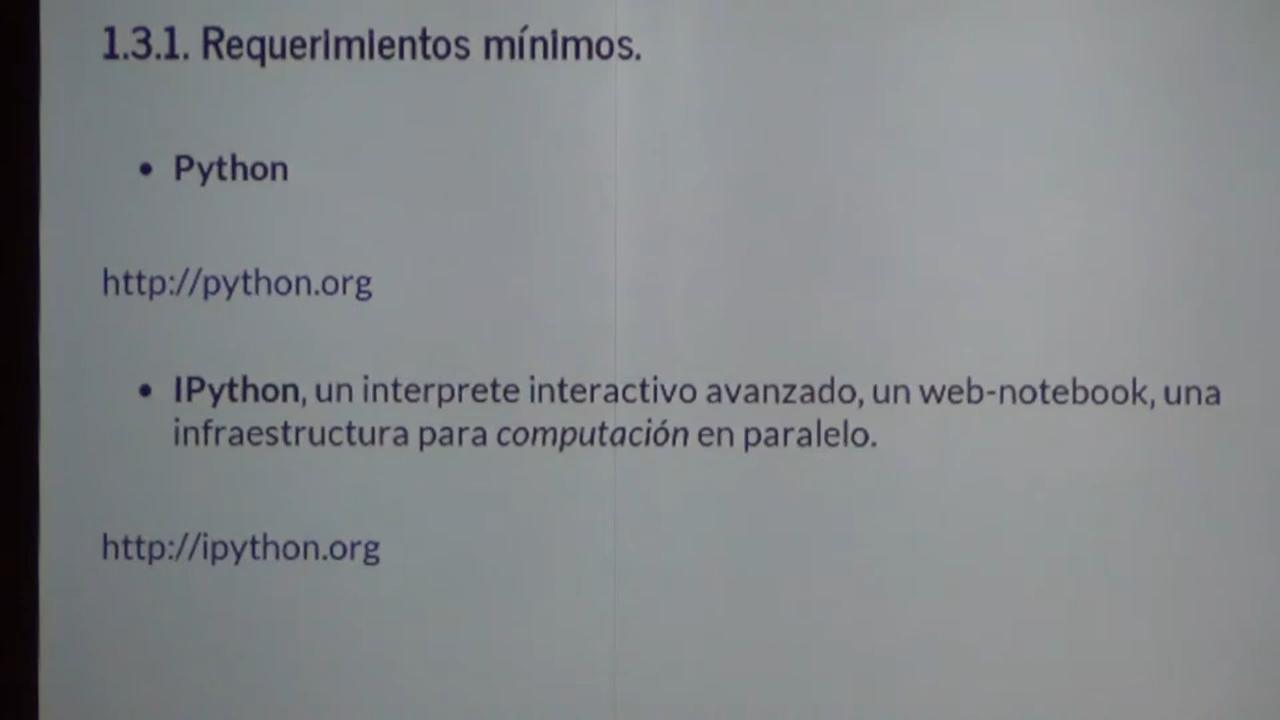 1.3.1. Requerimientos mínimos.
• Python
http://python.org
• IPython, un interprete interactivo avanzado, un web-notebook, una
infraestructura para computación en paralelo.
http://ipython.org